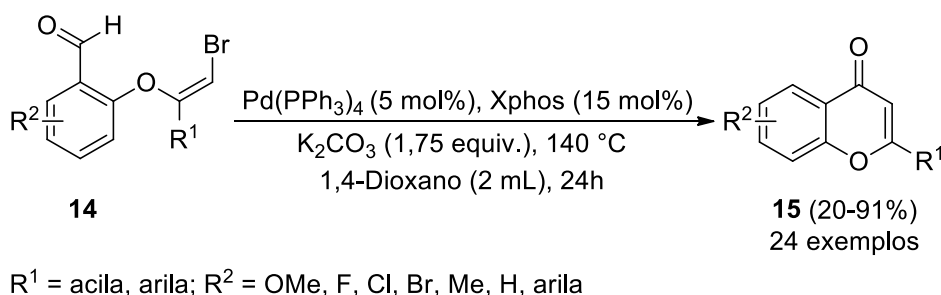 H
O
Br
O
R²
R¹
14
Pd(PPh₃)₄ (5 mol%), Xphos (15 mol%)
K₂CO₃ (1,75 equiv.), 140 °C
1,4-Dioxano (2 mL), 24h
O
R²
O
R¹
15 (20-91%)
24 exemplos
R¹ = acila, arila; R² = OMe, F, Cl, Br, Me, H, arila